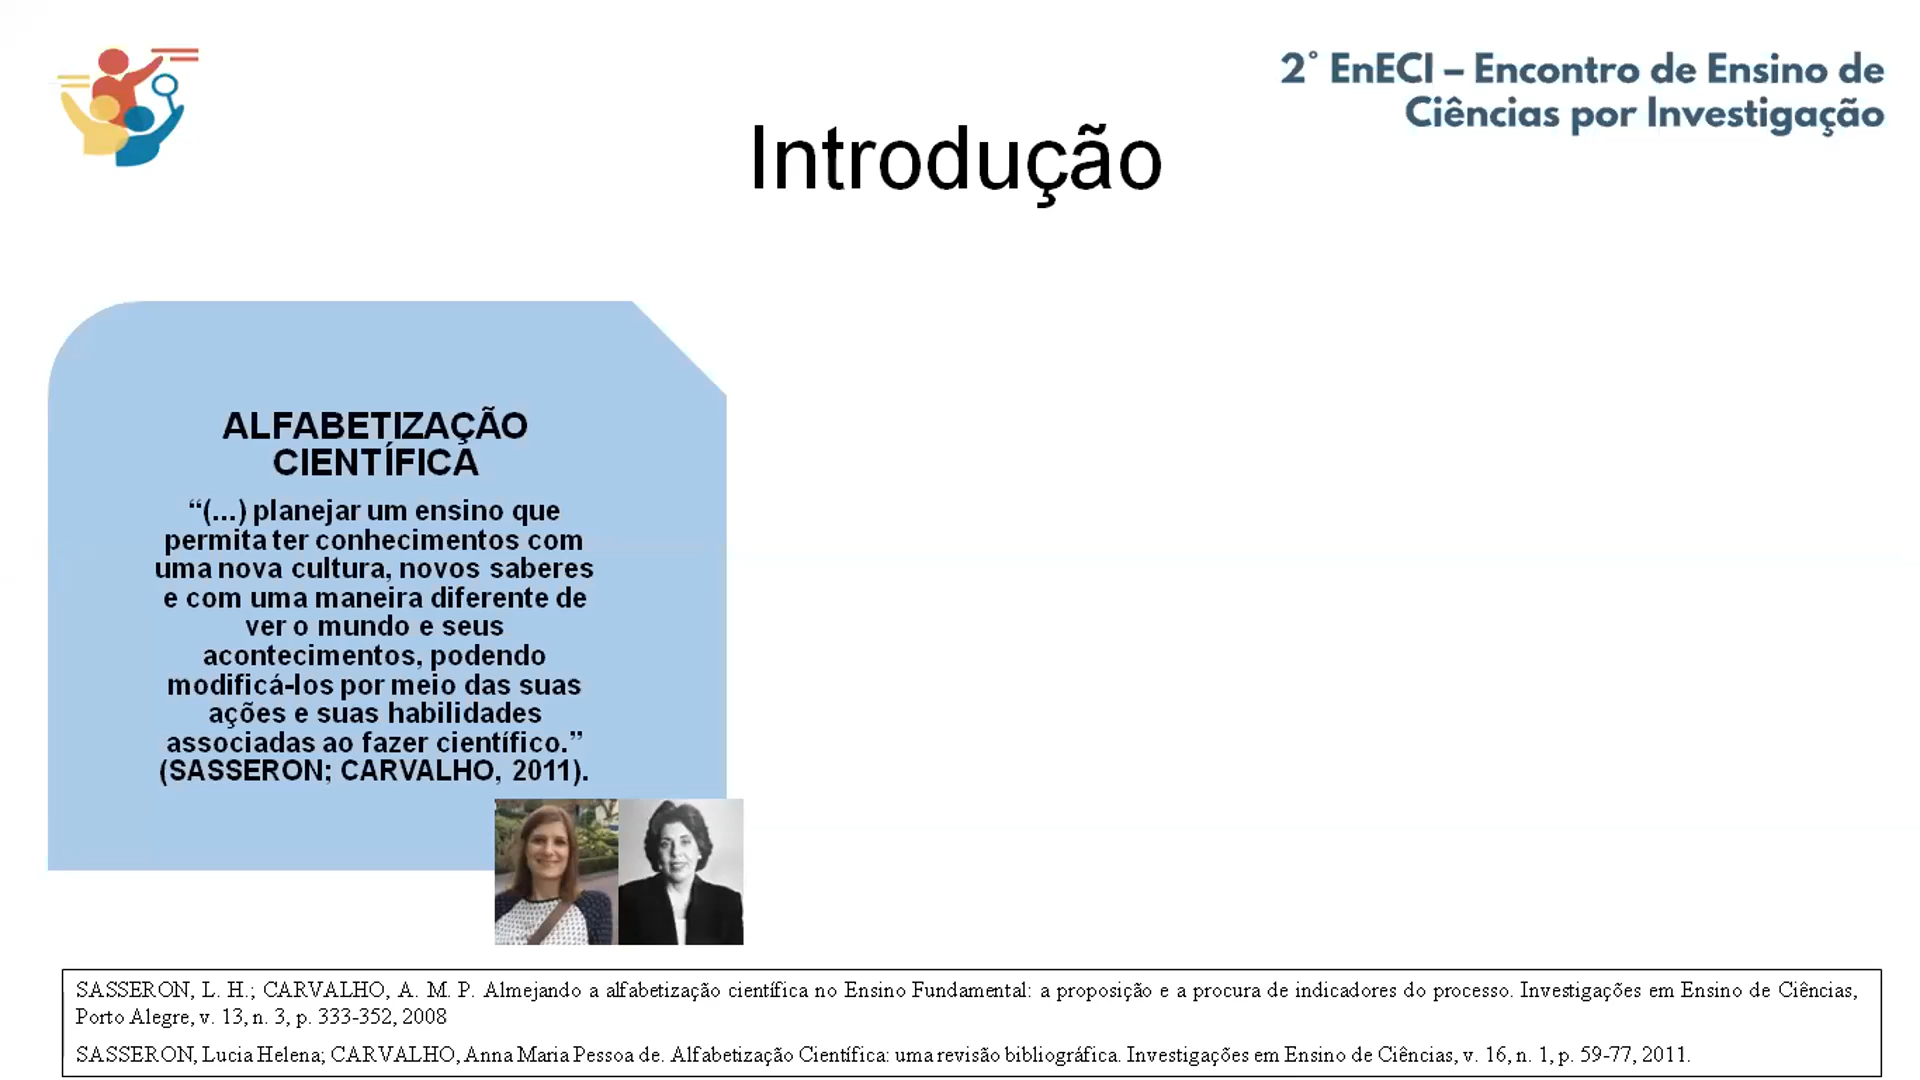 2° EnECI – Encontro de Ensino de
Ciências por Investigação
Introdução
ALFABETIZAÇÃO
CIENTÍFICA
“(...) planejar um ensino que
permita ter conhecimentos com
uma nova cultura, novos saberes
e com uma maneira diferente de
ver o mundo e seus
acontecimentos, podendo
modificá-los por meio das suas
ações e suas habilidades
associadas ao fazer científico.”
(SASSERON; CARVALHO, 2011).
SASSERON, L. H.; CARVALHO, A. M. P. Almejando a alfabetização científica no Ensino Fundamental: a proposição e a procura de indicadores do processo. Investigações em Ensino de Ciências,
Porto Alegre, v. 13, n. 3, p. 333-352, 2008
SASSERON, Lucia Helena; CARVALHO, Anna Maria Pessoa de. Alfabetização Científica: uma revisão bibliográfica. Investigações em Ensino de Ciências, v. 16, n. 1, p. 59-77, 2011.